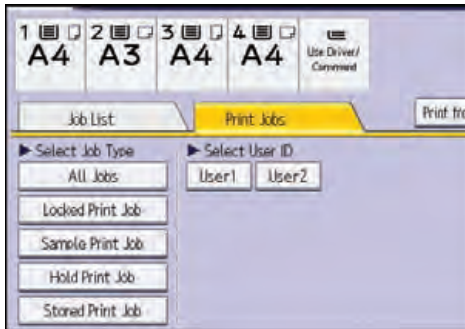 1 2 3 4
A4 A3 A4 A4 Use Driver/
Command
Job List Print Jobs Print fro
Select Job Type Select User ID
All Jobs User1 User2
Locked Print Job
Sample Print Job
Hold Print Job
Stored Print Job